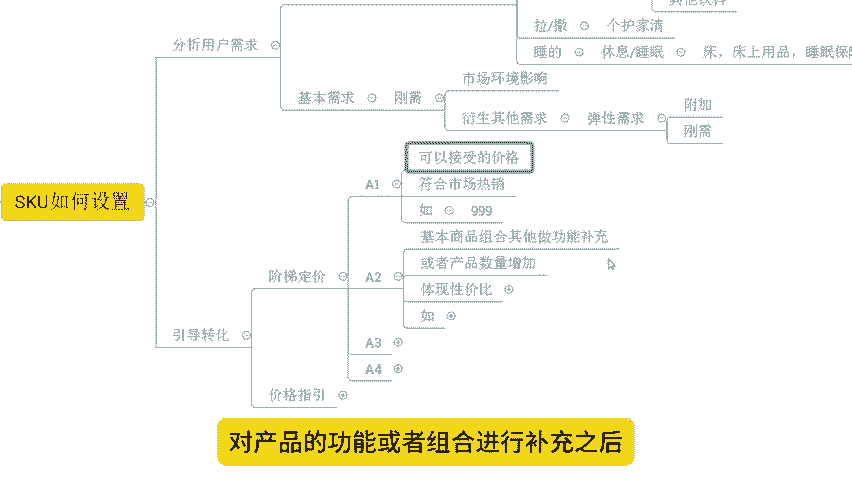 其他饮料
拉/撒 个护家清
分折用户需求
睡的 休息/睡眠 床，床上用品，睡眠保
市场环境影响
基本需求 刚需
附加
衍生其他需求 弹性需求
刚需
可以接受的价格
A1 符合市场热销
SKU如何设置
如 999
基本商品组合其他做功能补充
或者产品数量增加
阶梯定价 A2
体现性价比
如
引导转化
A3
A4
价格指引
对产品的功能或者组合进行补充之后